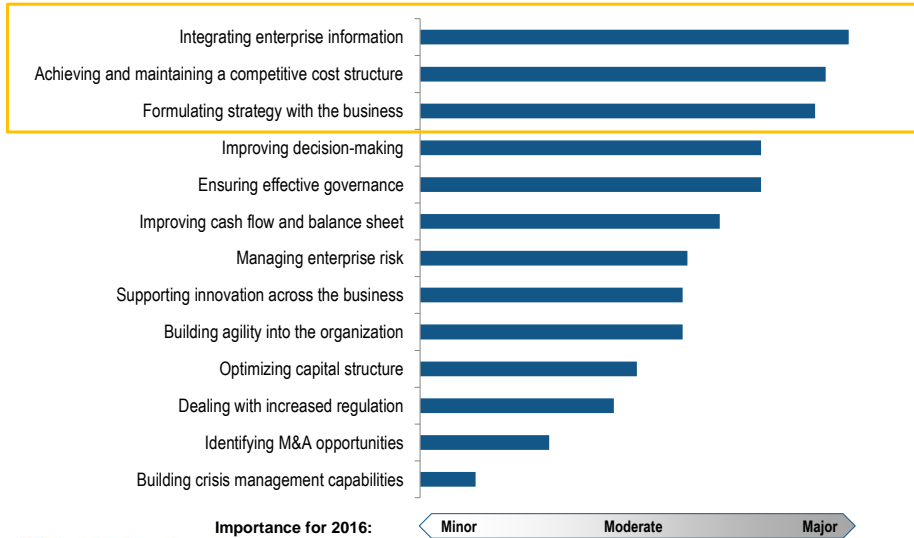 Integrating enterprise information
Achieving and maintaining a competitive cost structure
Formulating strategy with the business
Improving decision-making
Ensuring effective governance
Improving cash flow and balance sheet
Managing enterprise risk
Supporting innovation across the business
Building agility into the organization
Optimizing capital structure
Dealing with increased regulation
Identifying M&A opportunities
Building crisis management capabilities
Importance for 2016: Minor Moderate Major